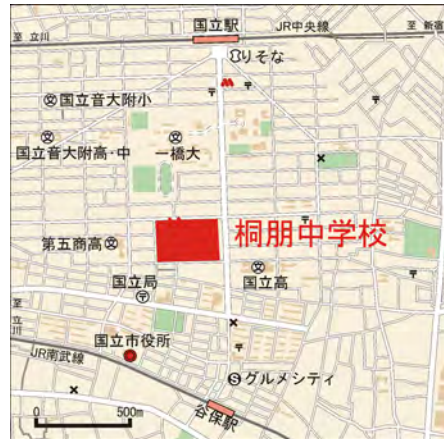 国立駅
JR中央線
至 立川
至 新宿
りそな
国立音大附小
国立音大附高・中
一橋大
桐朋中学校
第五商高
国立高
国立局
至
立
川
国立市役所
JR南武線
グルメシティ
谷保駅
0
500m